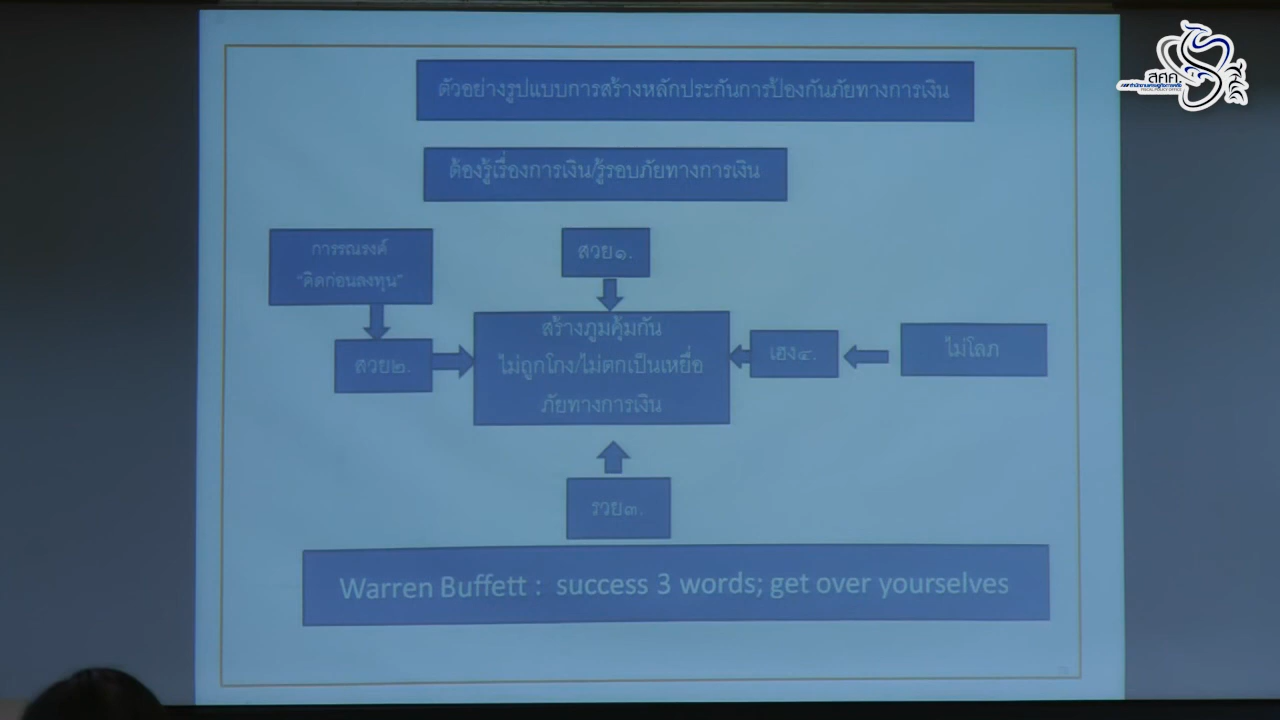 ตัวอย่างรูปแบบการสร้างหลักประกันการป้องกันภัยทางการเงิน
ต้องรู้เรื่องการเงิน/รู้รอบภัยทางการเงิน
การรณรงค์
"คิดก่อนลงทุน"
สวย๑.
สวย๒.
สร้างภูมคุ้มกัน
ไม่ถูกโกง/ไม่ตกเป็นเหยื่อ
ภัยทางการเงิน
เฮง๔.
ไม่โลภ
รวย๓.
Warren Buffett : success 3 words; get over yourselves
สศค.
FISCAL POLICY OFFICE